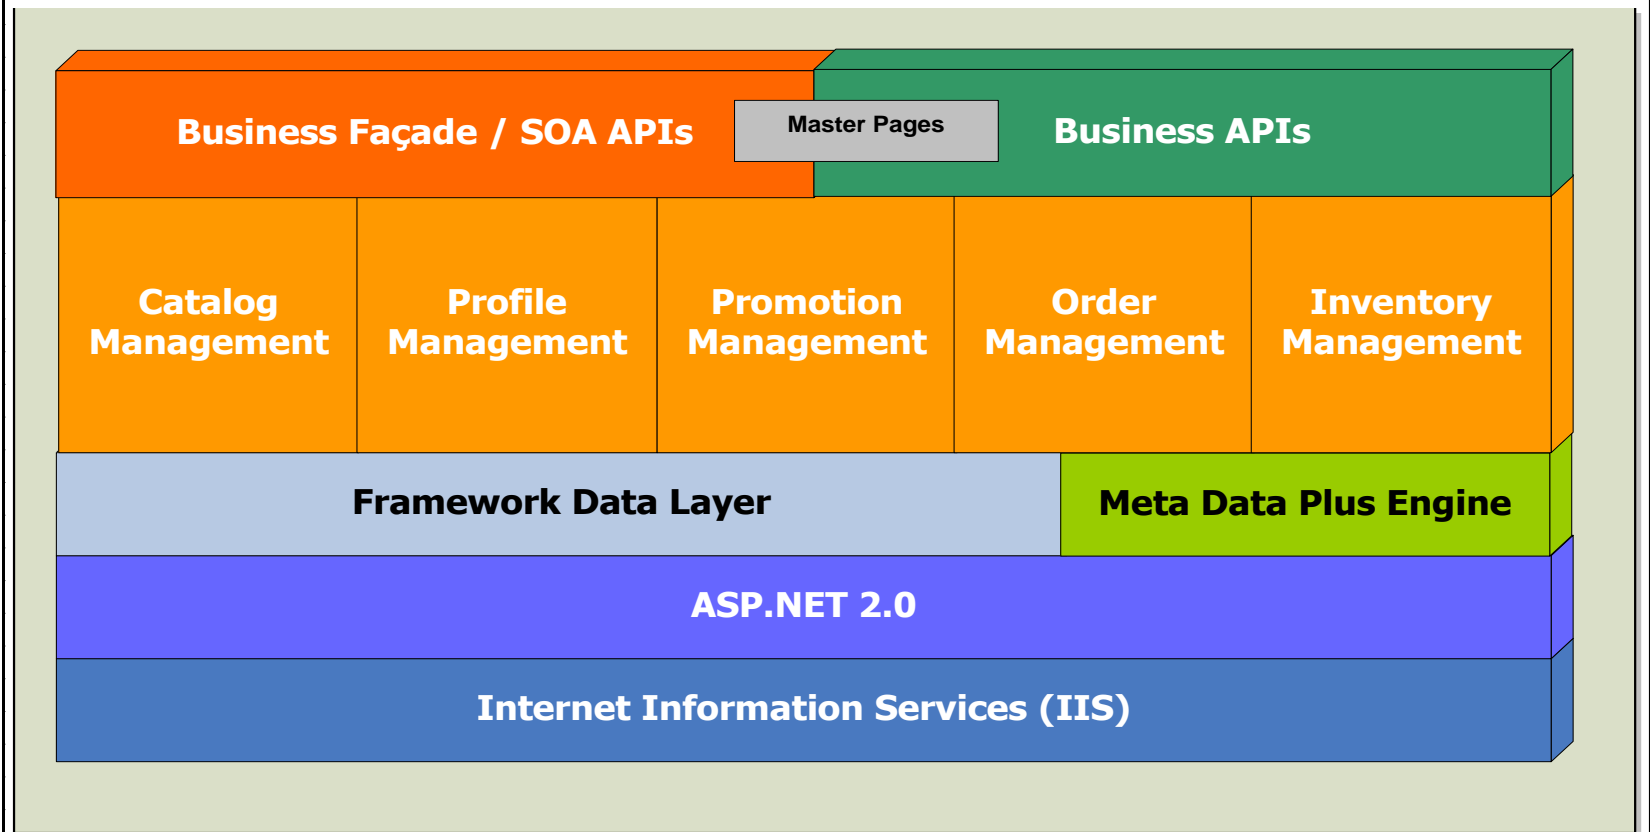 Business Façade / SOA APIs
Master Pages
Business APIs
Catalog
Management
Profile
Management
Promotion
Management
Order
Management
Inventory
Management
Framework Data Layer
Meta Data Plus Engine
ASP.NET 2.0
Internet Information Services (IIS)